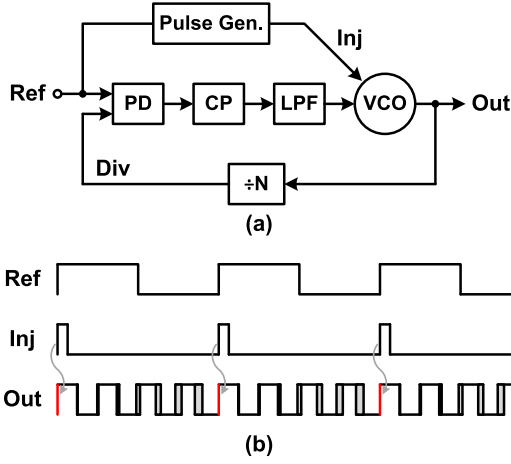 Pulse Gen.
Inj
Ref
PD
CP
LPF
VCO
Out
Div
÷N
(a)
Ref
Inj
Out
(b)